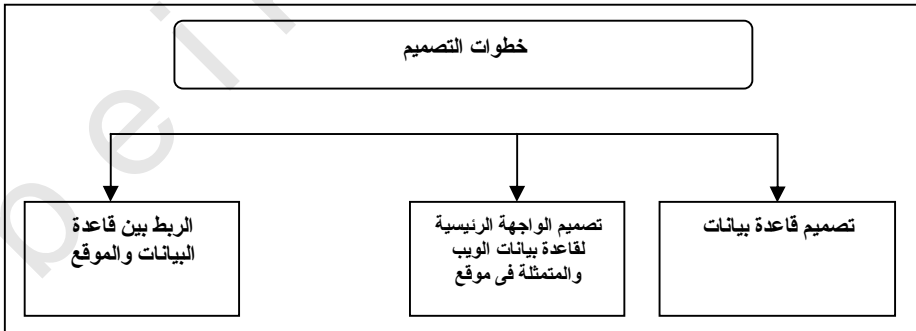 خطوات التصميم
تصميم قاعدة بيانات
تصميم الواجهة الرئيسية
لقاعدة بيانات الويب
والمتمثلة فى موقع
الربط بين قاعدة
البيانات والموقع